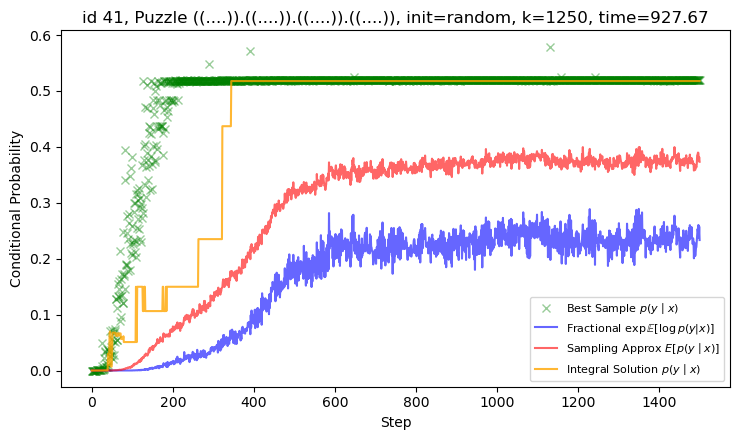 id 41, Puzzle ((....)).((....)).((....)).((....)), init=random, k=1250, time=927.67
0.6
0.5
0.4
0.3
0.2
0.1
0.0
Conditional Probability
0
200
400
600
800
1000
1200
1400
Step
Best Sample p(y | x)
Fractional exp 𝔼[log p(y|x)]
Sampling Approx E[p(y | x)]
Integral Solution p(y | x)